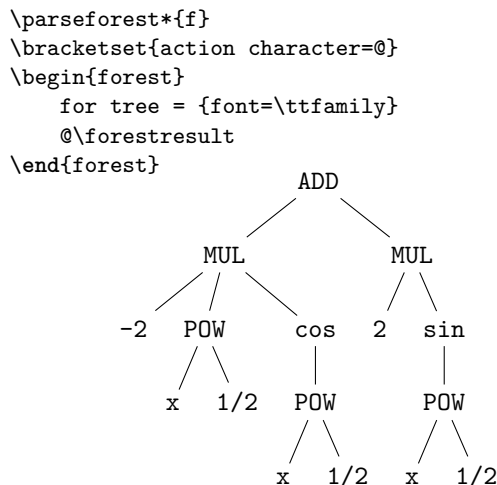 \parseforest*{f}
\bracketset{action character=@}
\begin{forest}
    for tree = {font=\ttfamily}
    @\forestresult
\end{forest}
ADD
MUL MUL
-2 POW cos 2 sin
x 1/2 POW POW
x 1/2 x 1/2